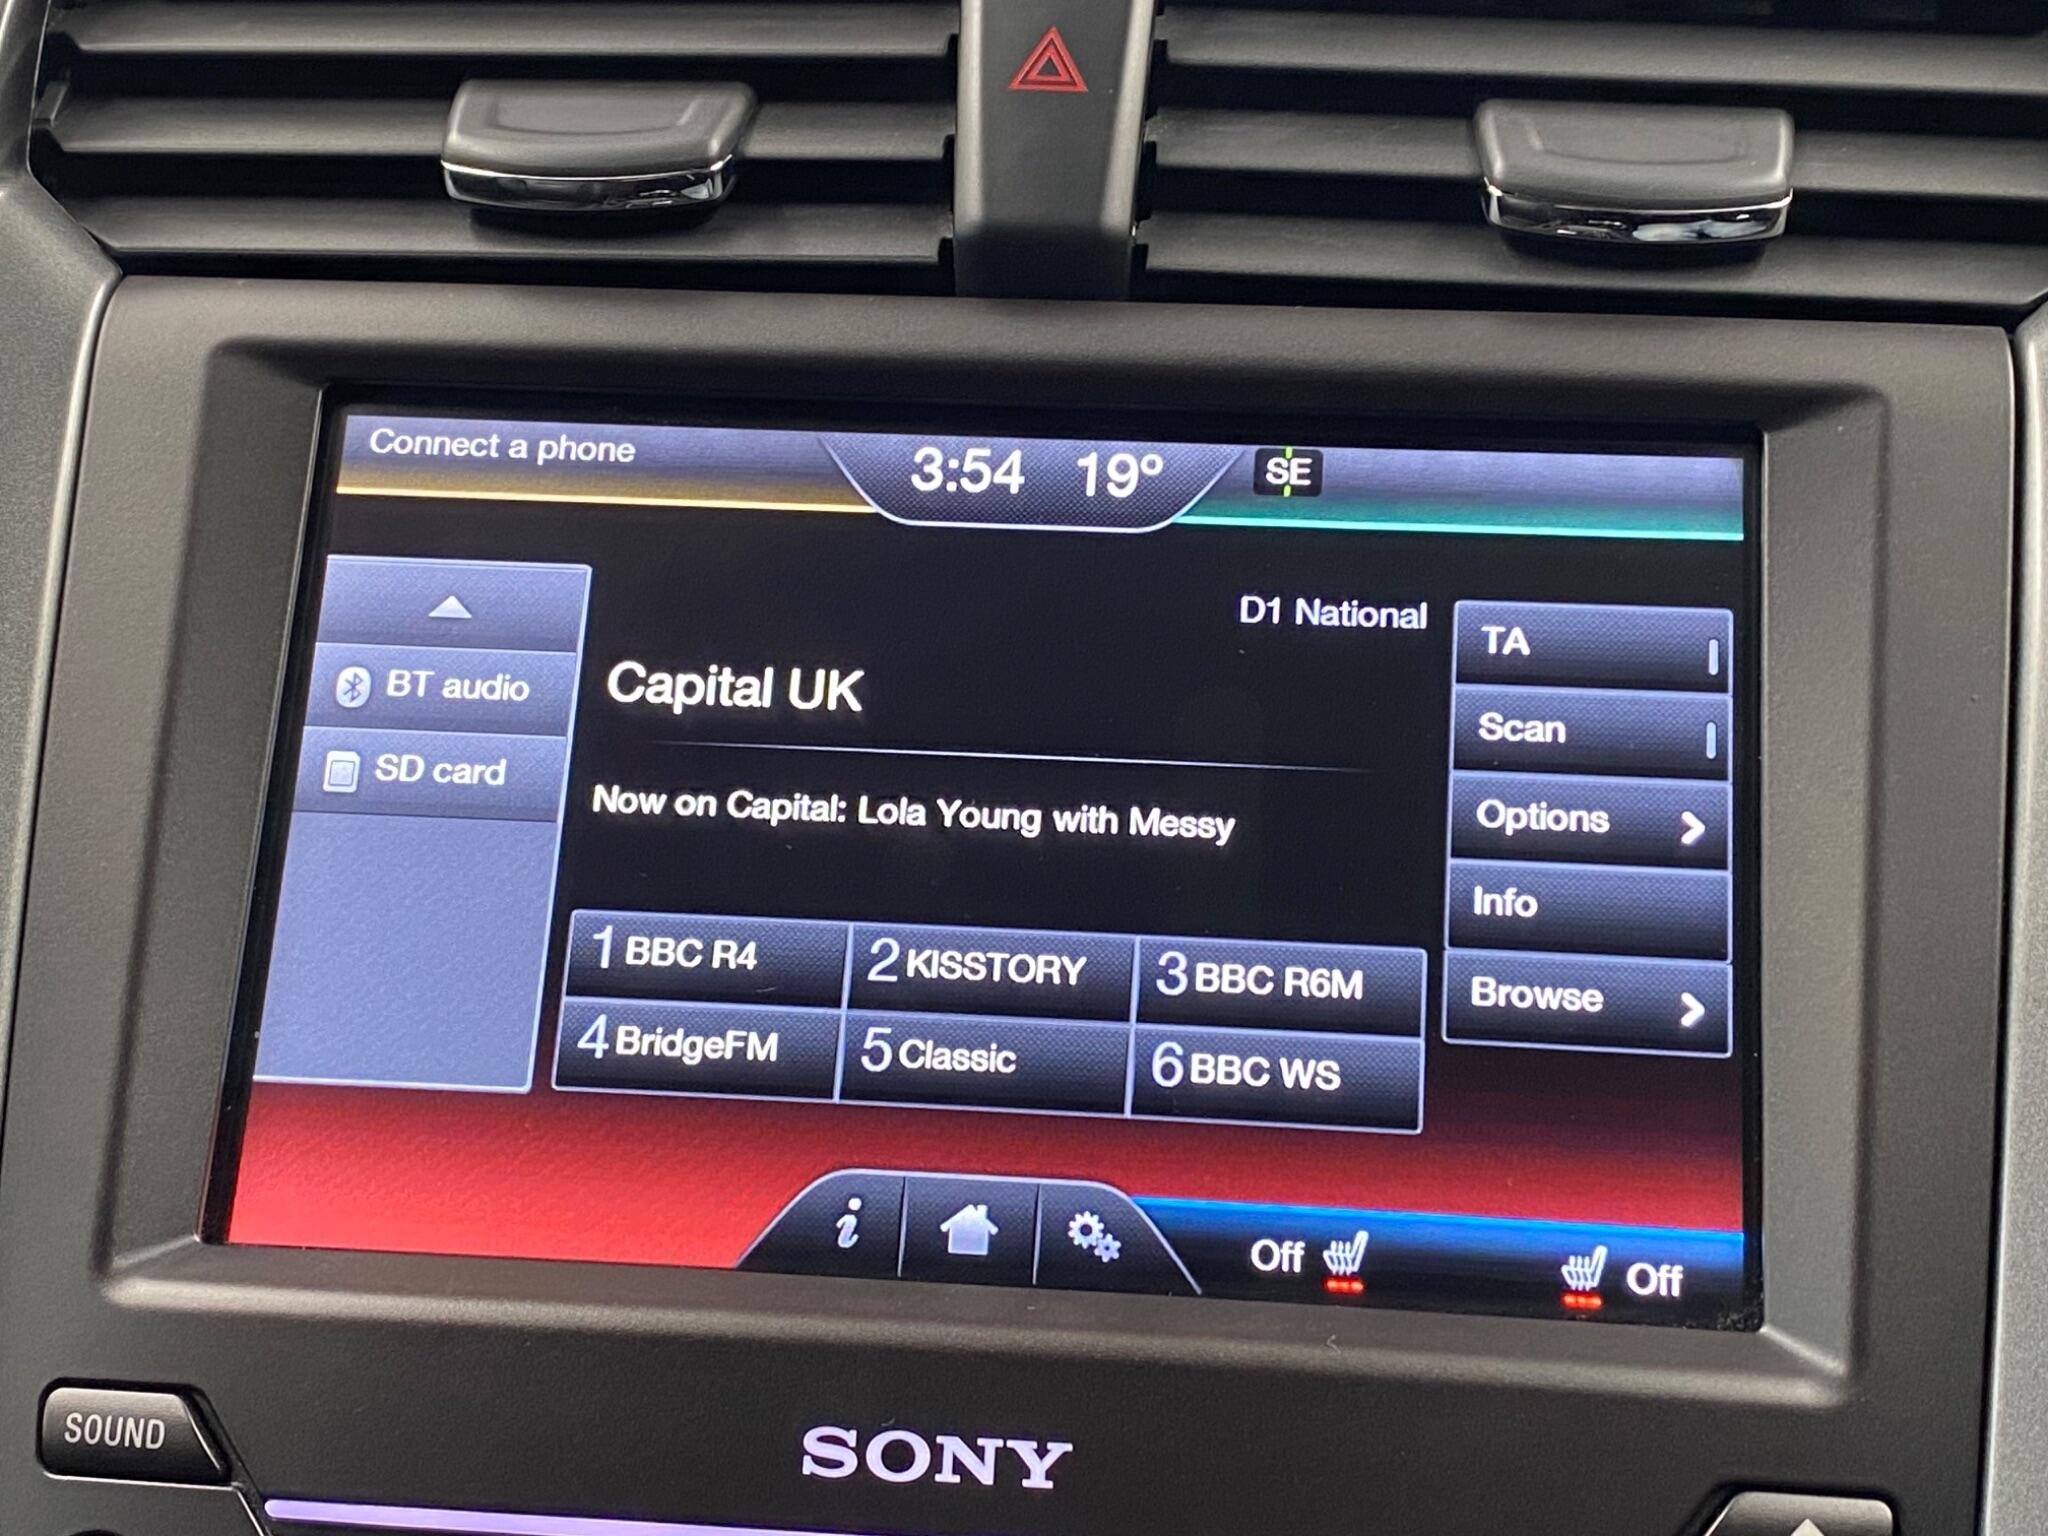 Connect a phone
3:54 19°
SE
D1 National
BT audio
SD card
Capital UK
Now on Capital: Lola Young with Messy
TA
Scan
Options
Info
Browse
1 BBC R4
2 KISSTORY
3 BBC R6M
4 BridgeFM
5 Classic
6 BBC WS
i
Off
Off
SOUND
SONY